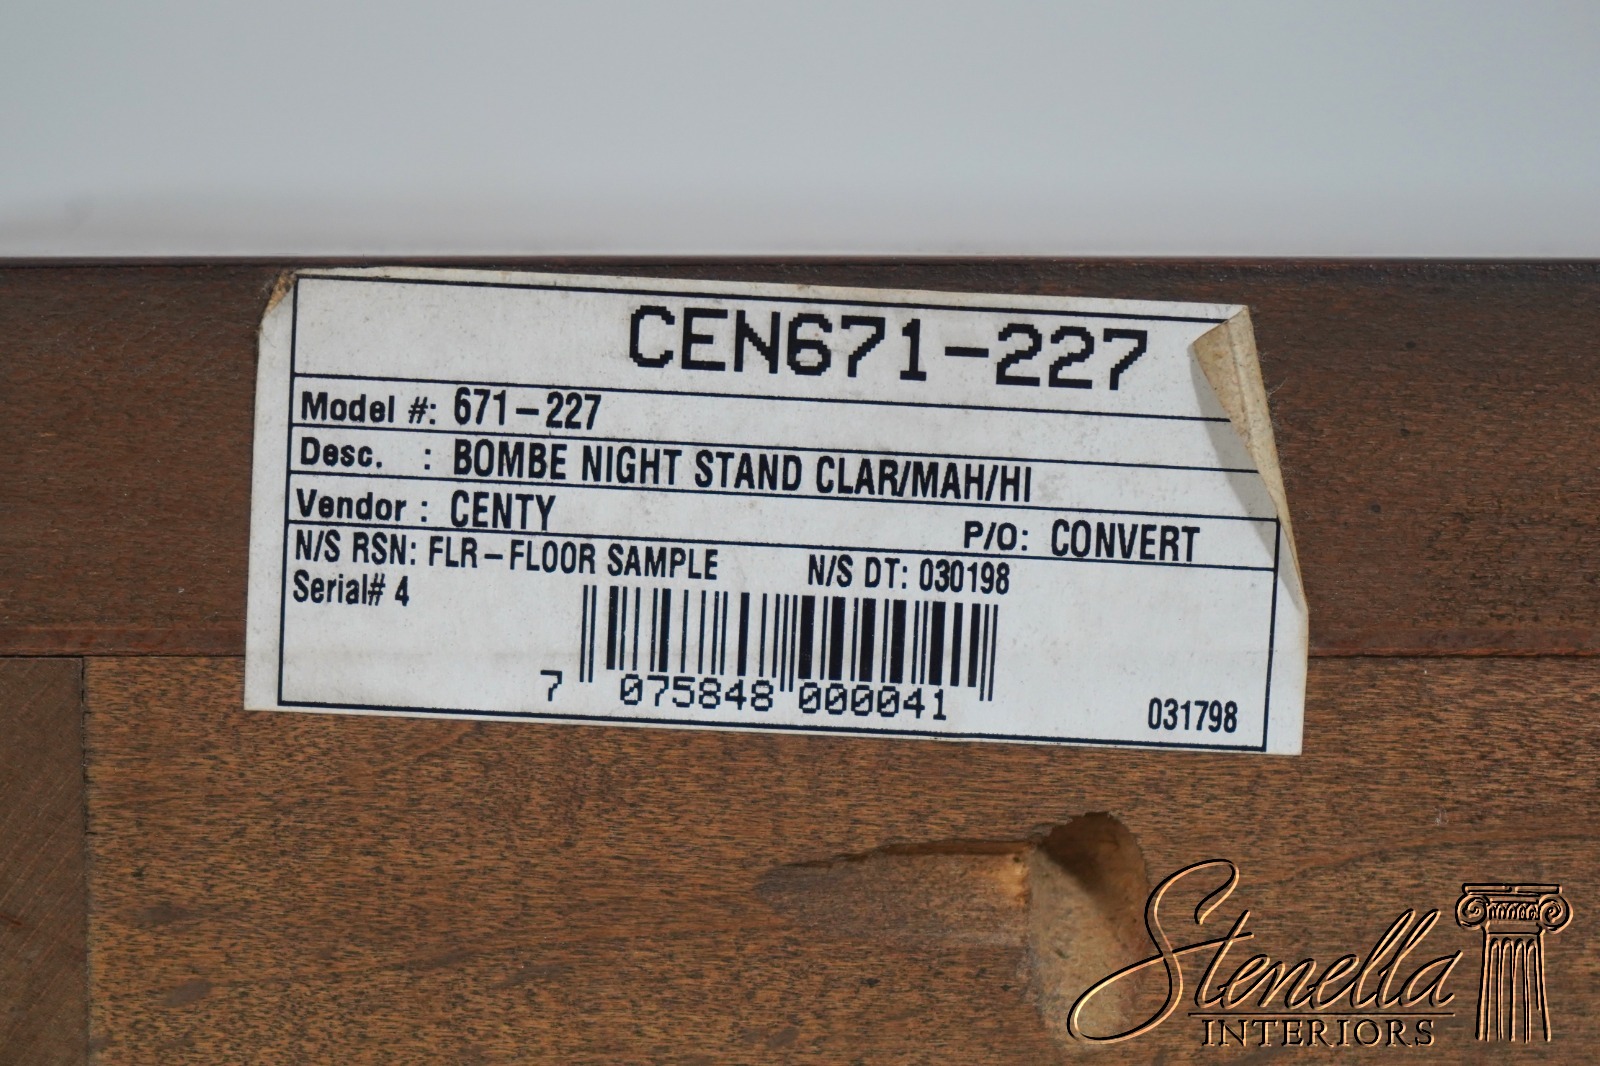 CEN671-227
Model #: 671-227
Desc. : BOMBE NIGHT STAND CLAR/MAH/HI
Vendor : CENTY P/O: CONVERT
N/S RSN: FLR-FLOOR SAMPLE N/S DT: 030198
Serial# 4
7 075848 000041
031798
Stenella
INTERIORS